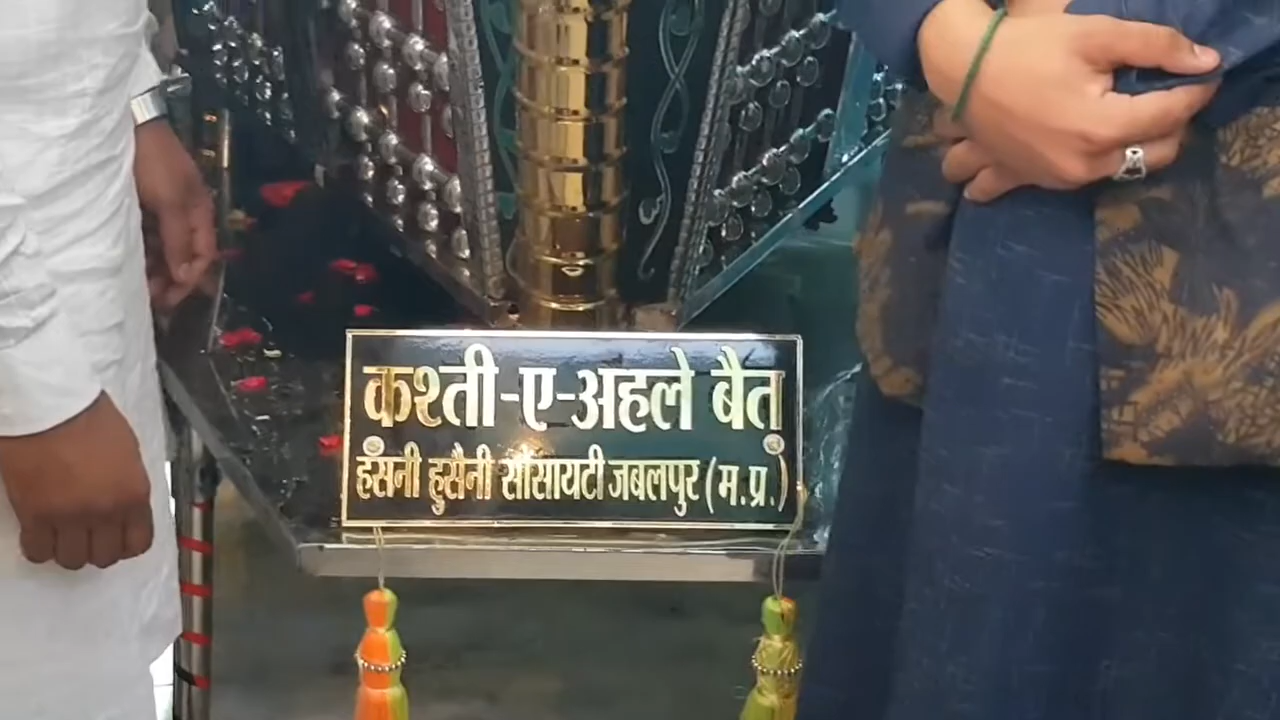 कश्ती-ए-अहले बैत
हसनी हुसैनी सोसायटी जबलपुर (म.प्र.)